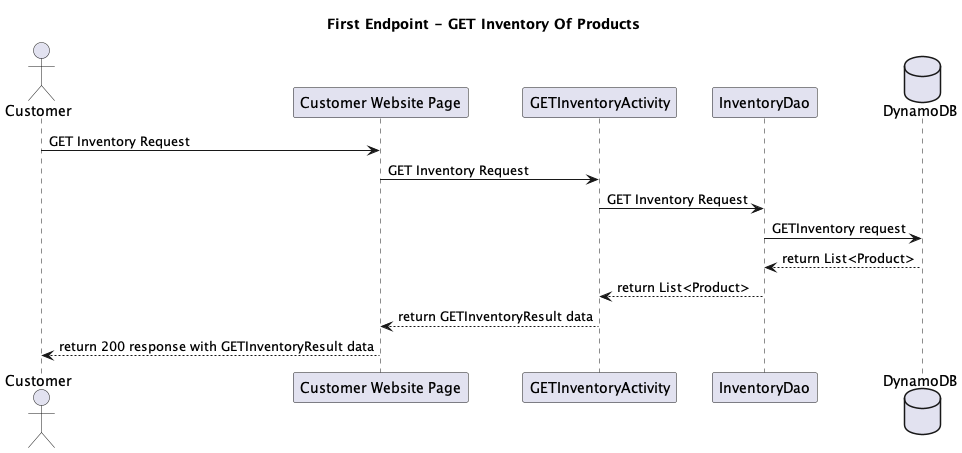 First Endpoint - GET Inventory Of Products
Customer
Customer Website Page
GETInventoryActivity
InventoryDao
DynamoDB
GET Inventory Request
GET Inventory Request
GET Inventory Request
GETInventory request
return List<Product>
return List<Product>
return GETInventoryResult data
return 200 response with GETInventoryResult data
Customer
Customer Website Page
GETInventoryActivity
InventoryDao
DynamoDB